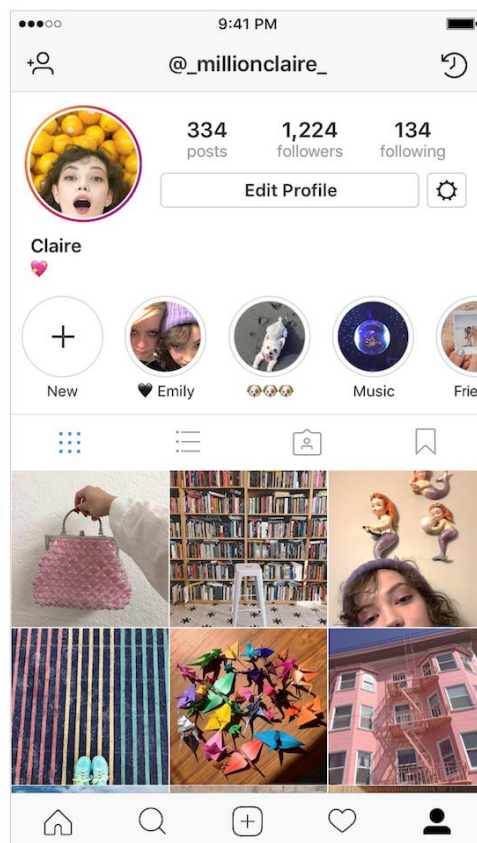 9:41 PM
@_millionclaire_
334 1,224 134
posts followers following
Edit Profile
Claire
💖
New 🖤 Emily 🐶🐶🐶 Music Frie